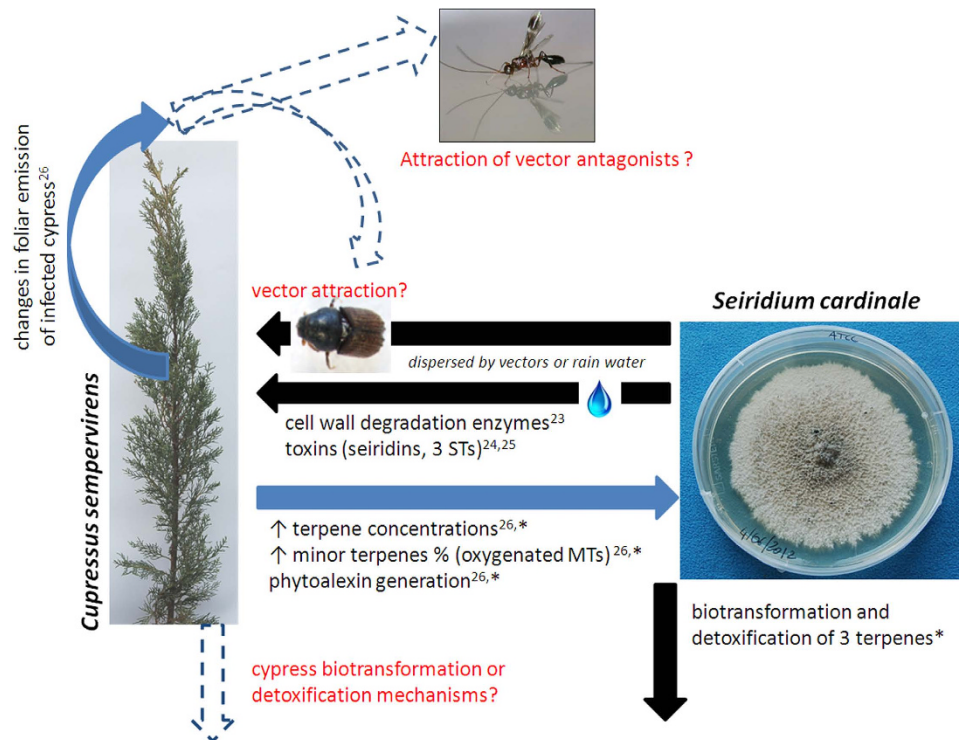 Attraction of vector antagonists ?
changes in foliar emission
of infected cypress26
vector attraction?
Seiridium cardinale
dispersed by vectors or rain water
ATCC
cell wall degradation enzymes23
toxins (seiridins, 3 STs)24,25
Cupressus sempervirens
↑ terpene concentrations26,*
↑ minor terpenes % (oxygenated MTs) 26,*
phytoalexin generation26,*
biotransformation and
detoxification of 3 terpenes*
cypress biotransformation or
detoxification mechanisms?